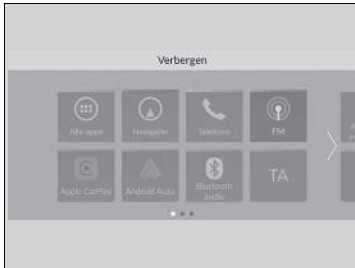 Verbergen
Alle apps
Navigatie
Telefoon
FM
Apple CarPlay
Android Auto
Bluetooth
audio
TA